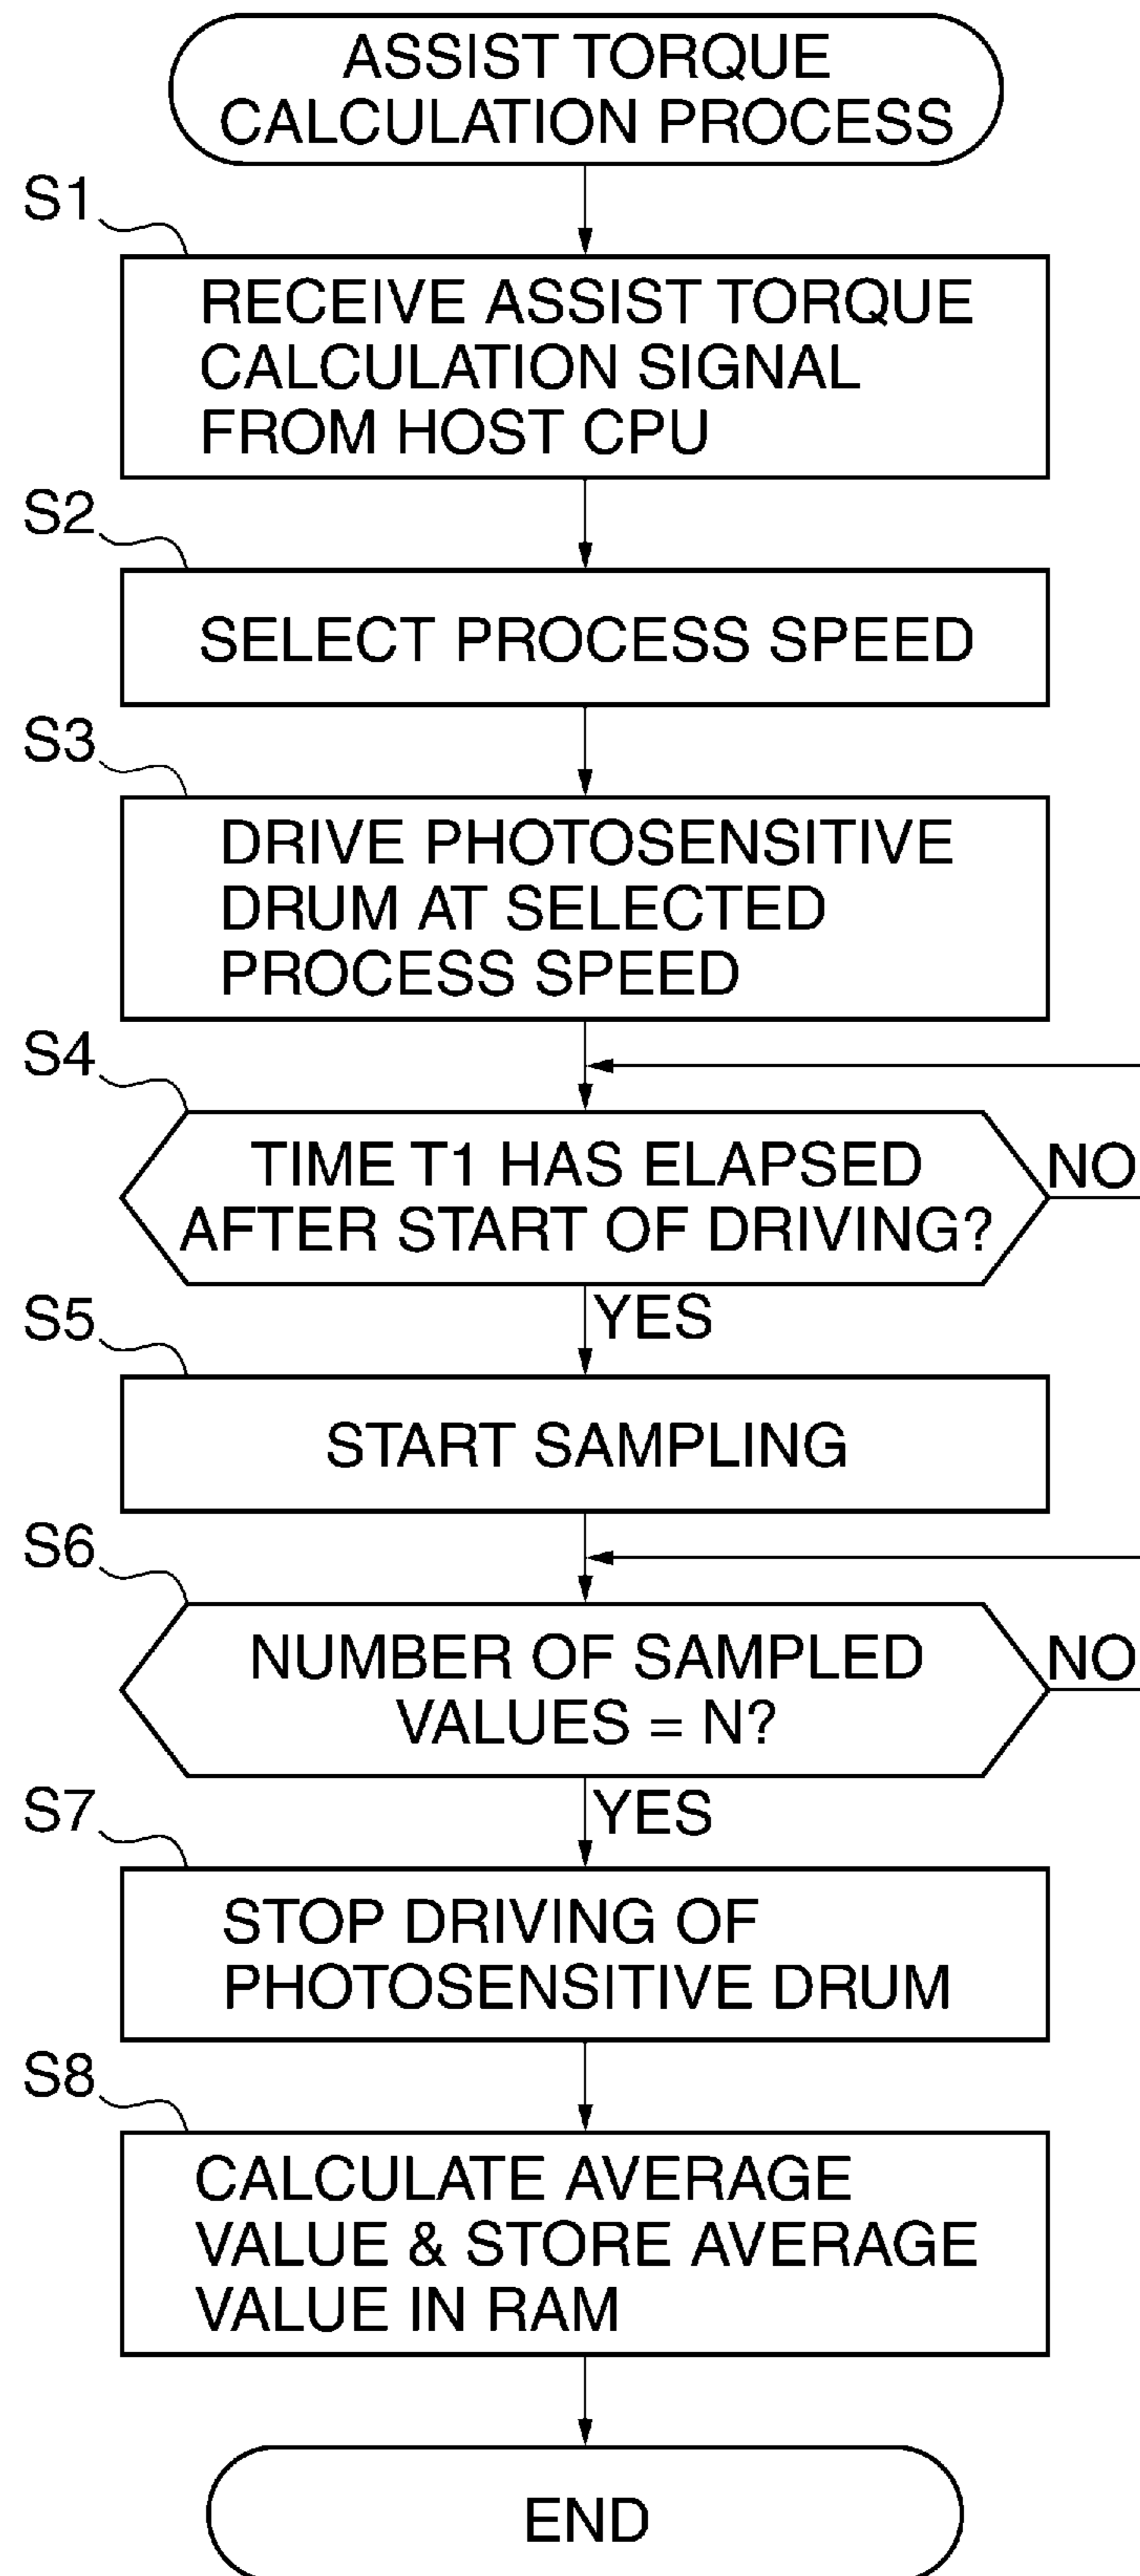 ASSIST TORQUE
CALCULATION PROCESS
S1
RECEIVE ASSIST TORQUE
CALCULATION SIGNAL
FROM HOST CPU
S2
SELECT PROCESS SPEED
S3
DRIVE PHOTOSENSITIVE
DRUM AT SELECTED
PROCESS SPEED
S4
TIME T1 HAS ELAPSED
AFTER START OF DRIVING?
NO
YES
S5
START SAMPLING
S6
NUMBER OF SAMPLED
VALUES = N?
NO
YES
S7
STOP DRIVING OF
PHOTOSENSITIVE DRUM
S8
CALCULATE AVERAGE
VALUE & STORE AVERAGE
VALUE IN RAM
END